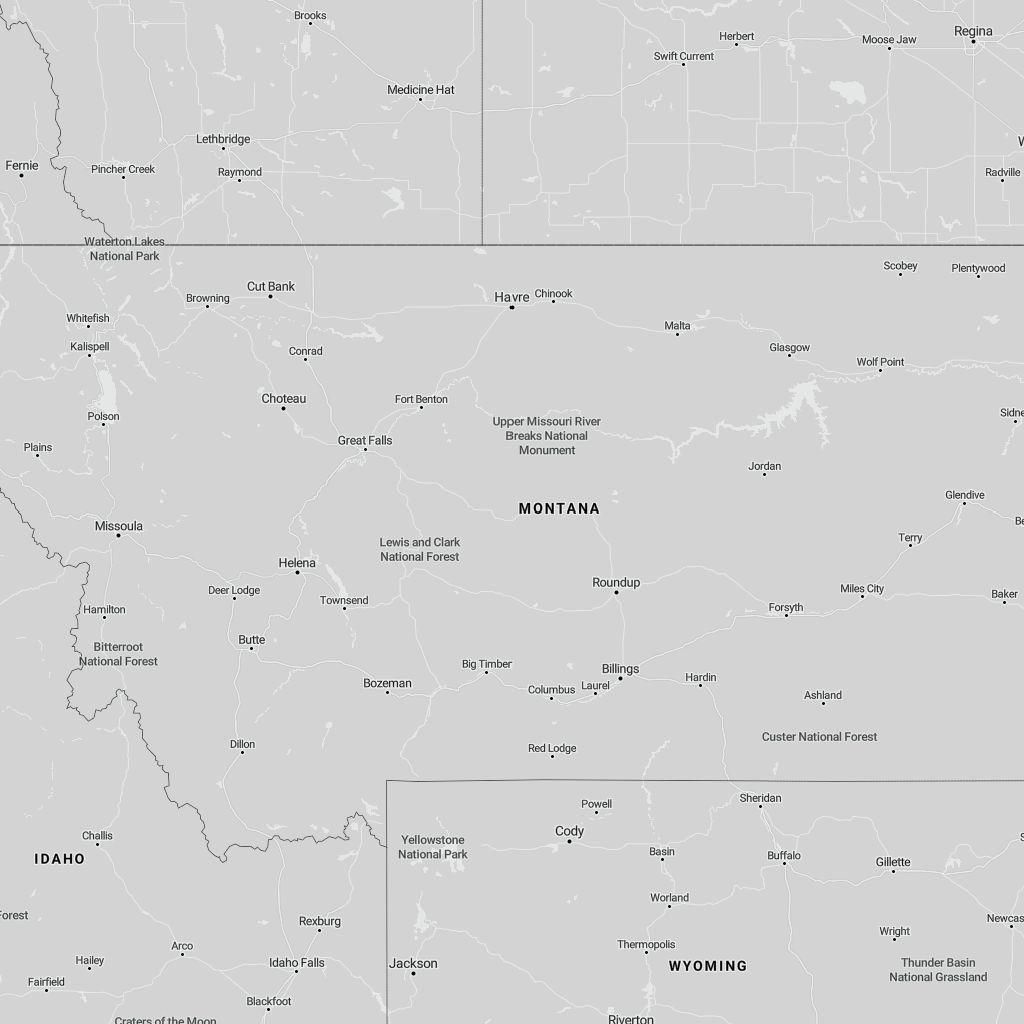 Brooks
Regina
Herbert
Moose Jaw
Swift Current
Medicine Hat
Lethbridge
Fernie
Pincher Creek
Raymond
Radville
Waterton Lakes
National Park
Scobey
Plentywood
Cut Bank
Browning
Havre
Chinook
Whitefish
Malta
Kalispell
Conrad
Glasgow
Wolf Point
Choteau
Fort Benton
Polson
Sidne
Upper Missouri River
Breaks National
Monument
Great Falls
Plains
Jordan
Glendive
MONTANA
Missoula
Be
Terry
Lewis and Clark
National Forest
Helena
Roundup
Deer Lodge
Miles City
Townsend
Baker
Hamilton
Forsyth
Butte
Bitterroot
National Forest
Big Timber
Billings
Hardin
Bozeman
Columbus
Laurel
Ashland
Custer National Forest
Dillon
Red Lodge
Sheridan
Powell
Challis
Cody
Yellowstone
National Park
IDAHO
Basin
Buffalo
Gillette
Worland
orest
Rexburg
Newcas
Wright
Arco
Thermopolis
Hailey
Idaho Falls
Jackson
WYOMING
Thunder Basin
National Grassland
Fairfield
Blackfoot
Craters of the Moon
Riverton